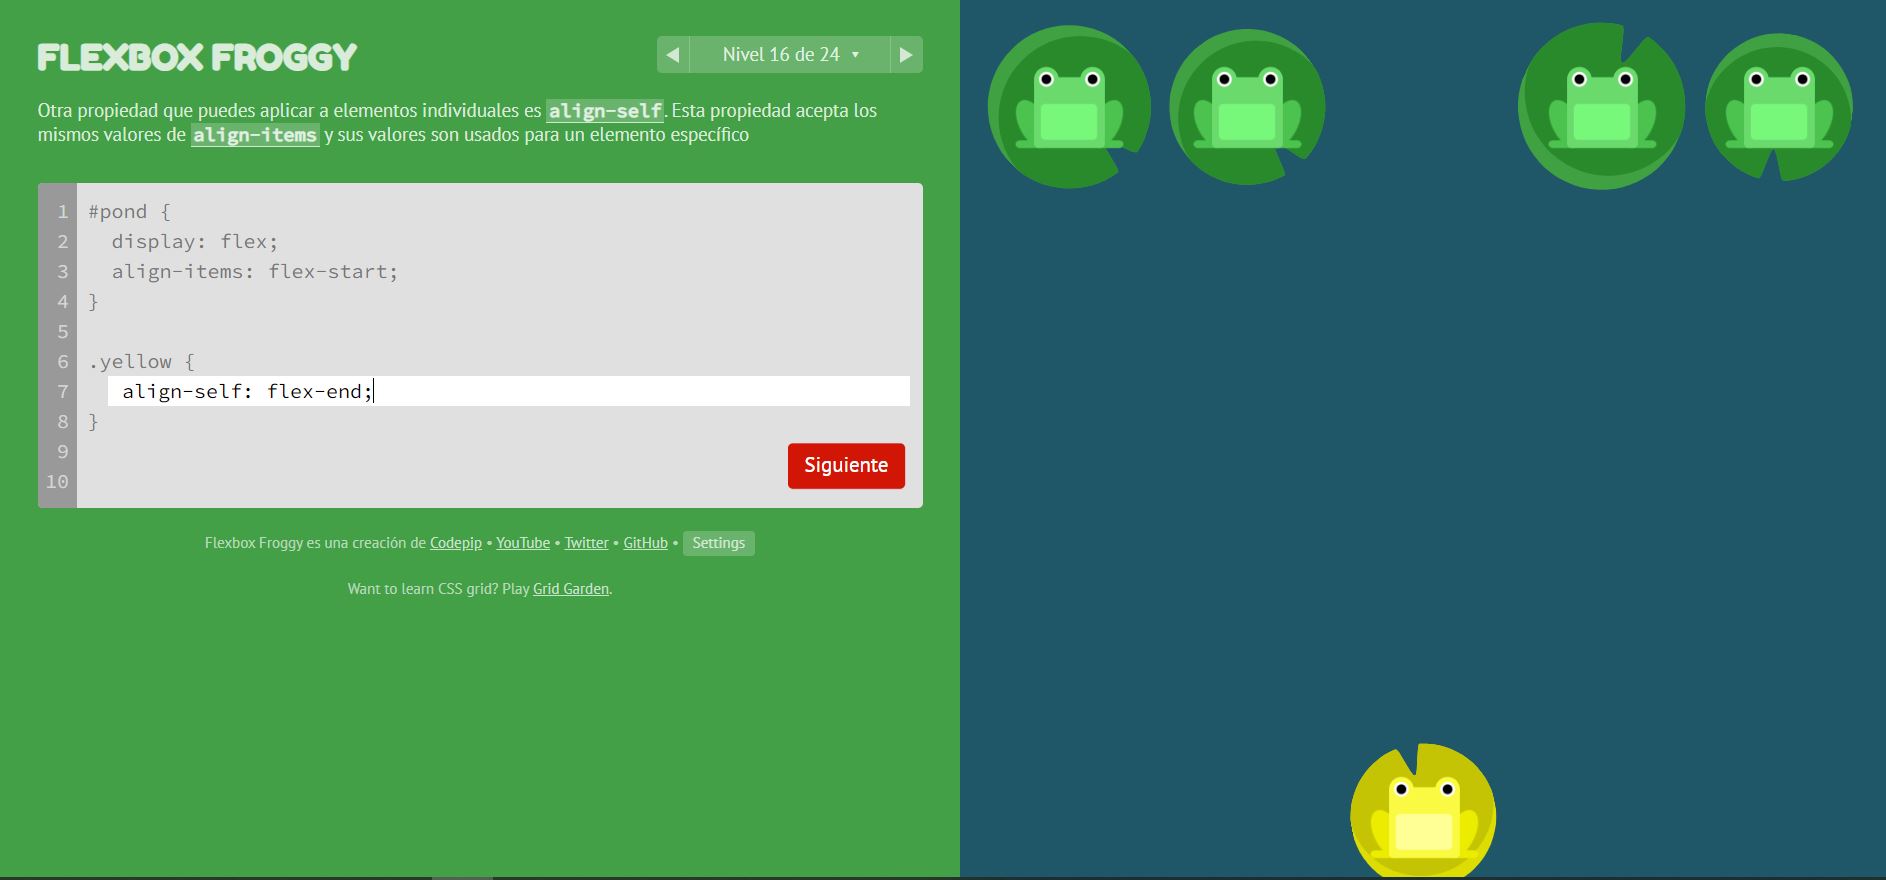 FLEXBOX FROGGY
Nivel 16 de 24
Otra propiedad que puedes aplicar a elementos individuales es align-self. Esta propiedad acepta los
mismos valores de align-items y sus valores son usados para un elemento específico
1 #pond {
2 display: flex;
3 align-items: flex-start;
4 }
5
6 .yellow {
7 align-self: flex-end;
8 }
9
10
Siguiente
Flexbox Froggy es una creación de Codepip • YouTube • Twitter • GitHub • Settings
Want to learn CSS grid? Play Grid Garden.